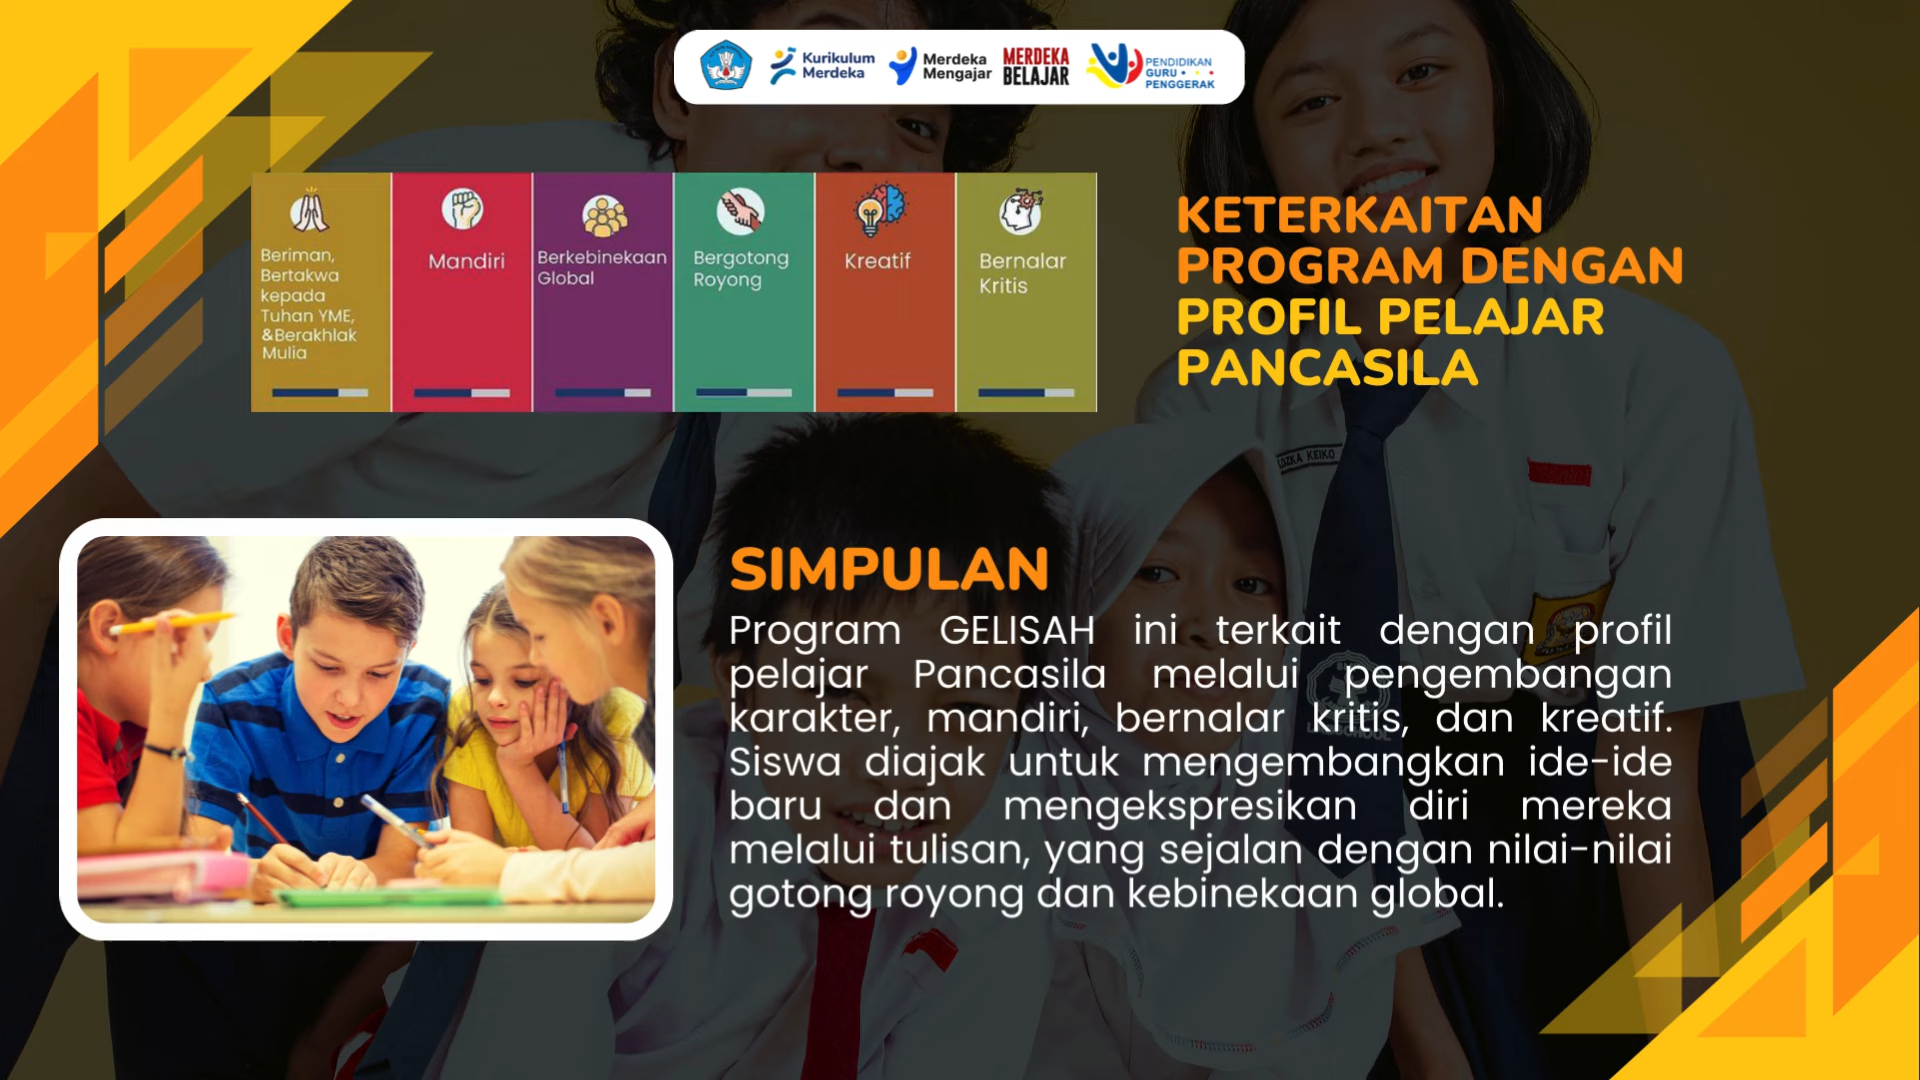 Kurikulum
Merdeka
Merdeka
Mengajar
MERDEKA
BELAJAR
PENDIDIKAN
GURU
PENGGERAK
Beriman,
Bertakwa
kepada
Tuhan YME,
&Berakhlak
Mulia
Mandiri
Berkebinekaan
Global
Bergotong
Royong
Kreatif
Bernalar
Kritis
KETERKAITAN
PROGRAM DENGAN
PROFIL PELAJAR
PANCASILA
KEIKO
SIMPULAN
Program GELISAH ini terkait dengan profil
pelajar Pancasila melalui pengembangan
karakter, mandiri, bernalar kritis, dan kreatif.
Siswa diajak untuk mengembangkan ide-ide
baru dan mengekspresikan diri mereka
melalui tulisan, yang sejalan dengan nilai-nilai
gotong royong dan kebinekaan global.